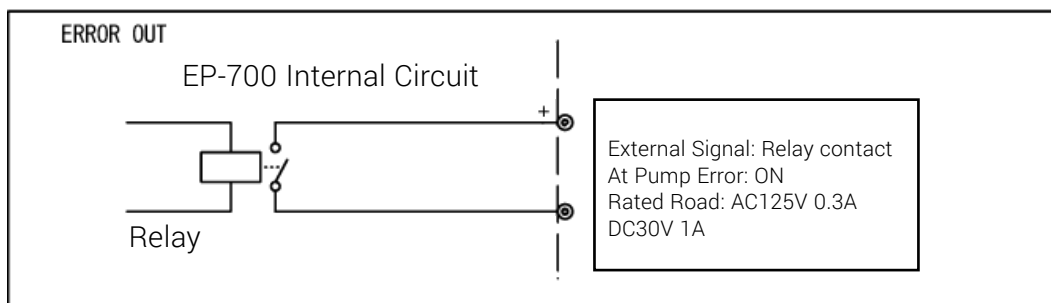 ERROR OUT
EP-700 Internal Circuit
+
External Signal: Relay contact
At Pump Error: ON
Rated Road: AC125V 0.3A
DC30V 1A
Relay